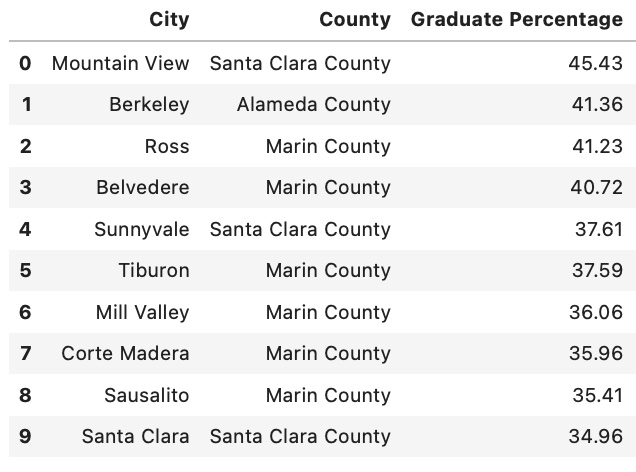 City County Graduate Percentage
0 Mountain View Santa Clara County 45.43
1 Berkeley Alameda County 41.36
2 Ross Marin County 41.23
3 Belvedere Marin County 40.72
4 Sunnyvale Santa Clara County 37.61
5 Tiburon Marin County 37.59
6 Mill Valley Marin County 36.06
7 Corte Madera Marin County 35.96
8 Sausalito Marin County 35.41
9 Santa Clara Santa Clara County 34.96